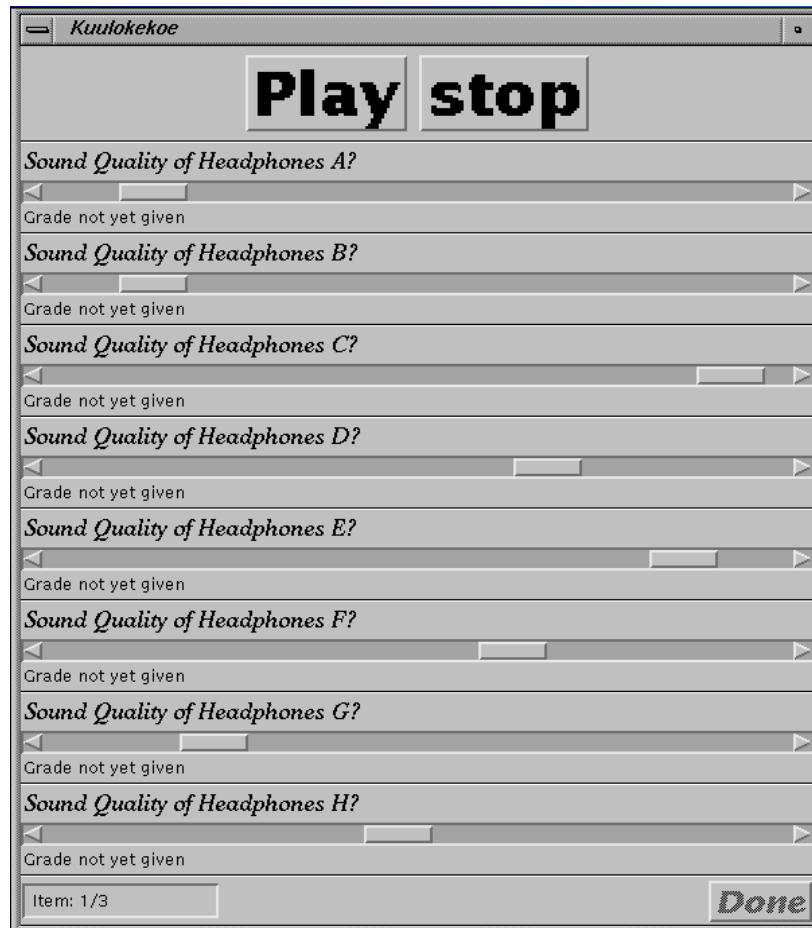 Kuulokekoe
Play stop
Sound Quality of Headphones A?
Grade not yet given
Sound Quality of Headphones B?
Grade not yet given
Sound Quality of Headphones C?
Grade not yet given
Sound Quality of Headphones D?
Grade not yet given
Sound Quality of Headphones E?
Grade not yet given
Sound Quality of Headphones F?
Grade not yet given
Sound Quality of Headphones G?
Grade not yet given
Sound Quality of Headphones H?
Grade not yet given
Item: 1/3 Done